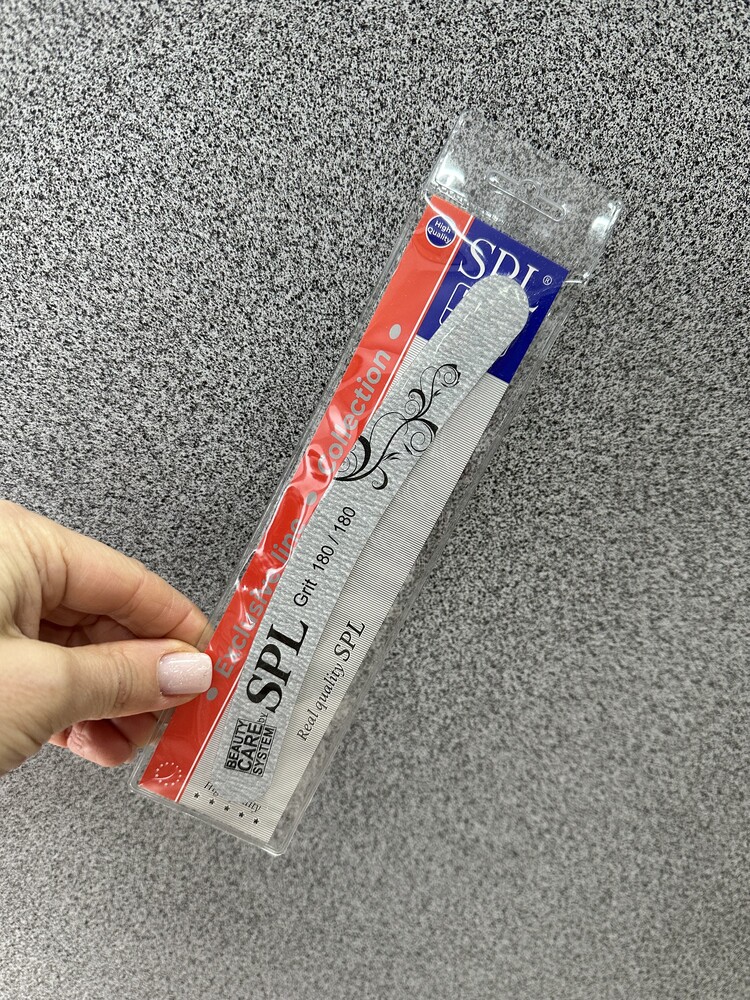 High
Quality
SPL®
Exclusive line • Collection
Grit 180 / 180
SPL
BEAUTY
CARE BY
SYSTEM
Real quality SPL